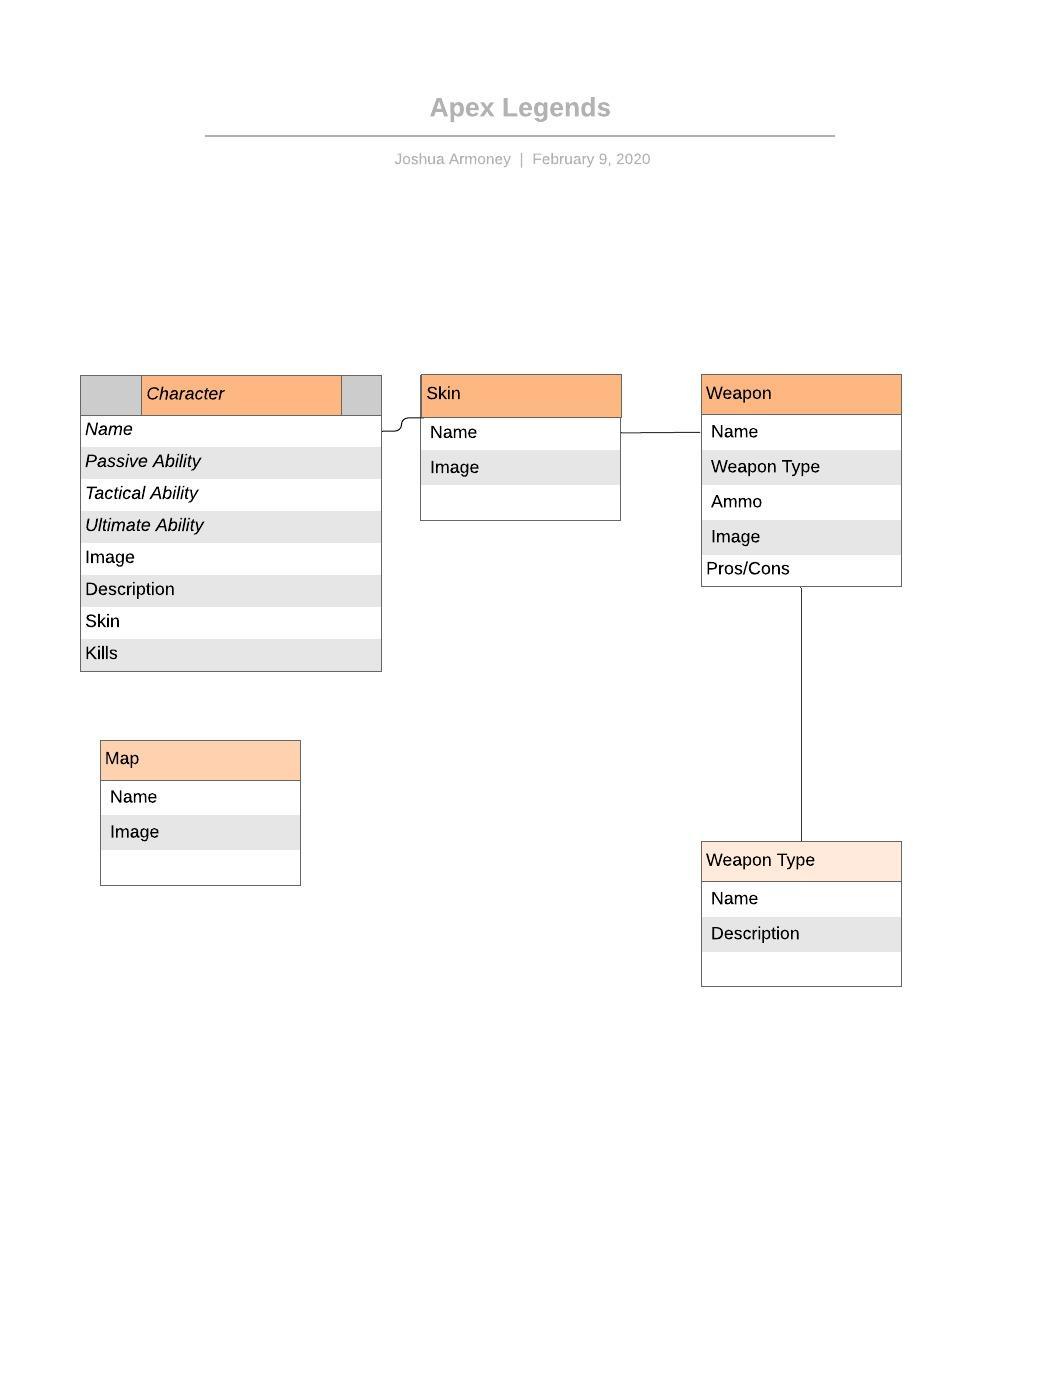 Apex Legends
Joshua Armoney | February 9, 2020
Character
Name
Passive Ability
Tactical Ability
Ultimate Ability
Image
Description
Skin
Kills
Skin
Name
Image
Weapon
Name
Weapon Type
Ammo
Image
Pros/Cons
Map
Name
Image
Weapon Type
Name
Description